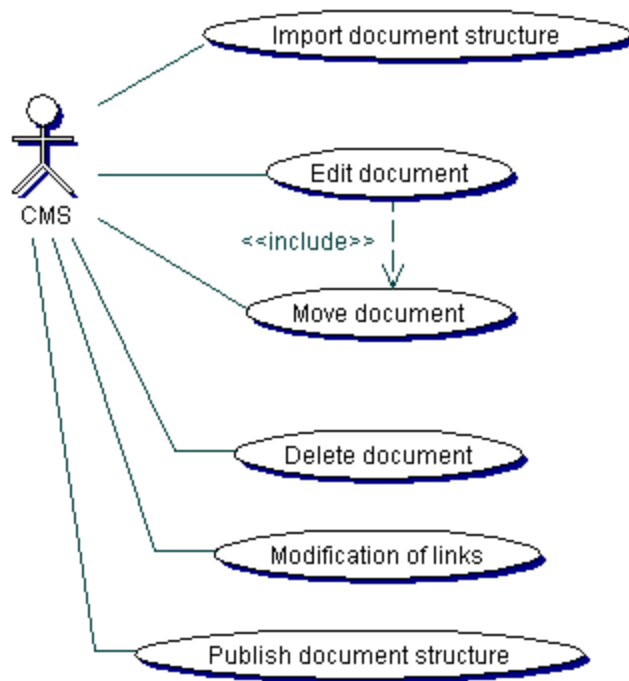 Import document structure
Edit document
CMS
<<include>>
Move document
Delete document
Modification of links
Publish document structure